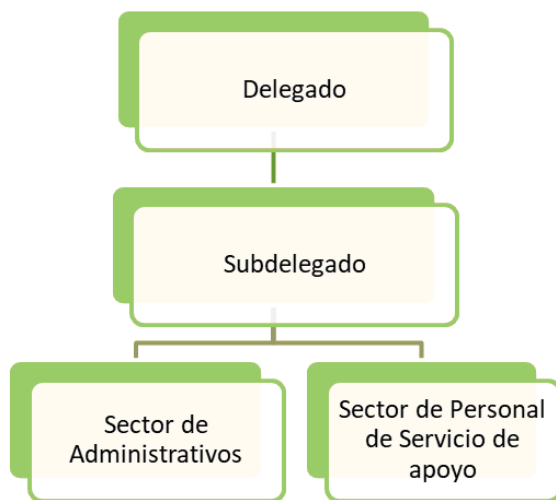 Delegado
Subdelegado
Sector de
Administrativos
Sector de Personal
de Servicio de
apoyo